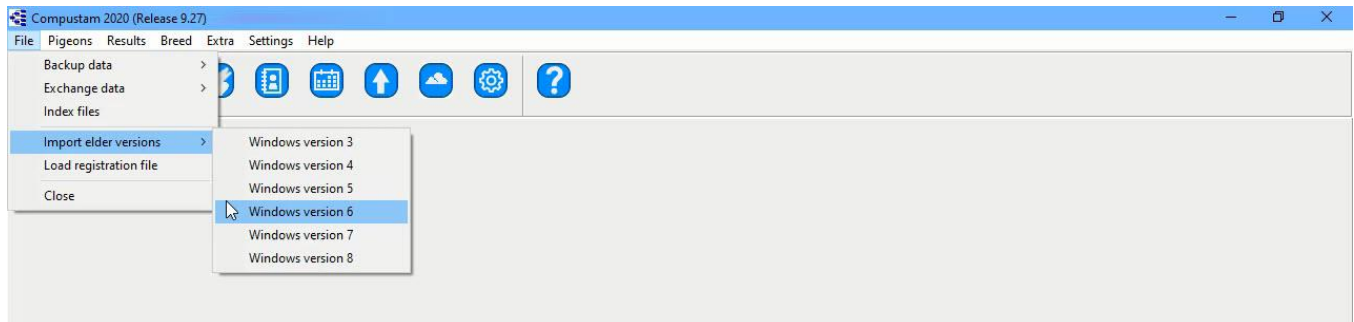 Compustam 2020 (Release 9.27)
File Pigeons Results Breed Extra Settings Help
Backup data
Exchange data
Index files
Import elder versions
Load registration file
Close
Windows version 3
Windows version 4
Windows version 5
Windows version 6
Windows version 7
Windows version 8